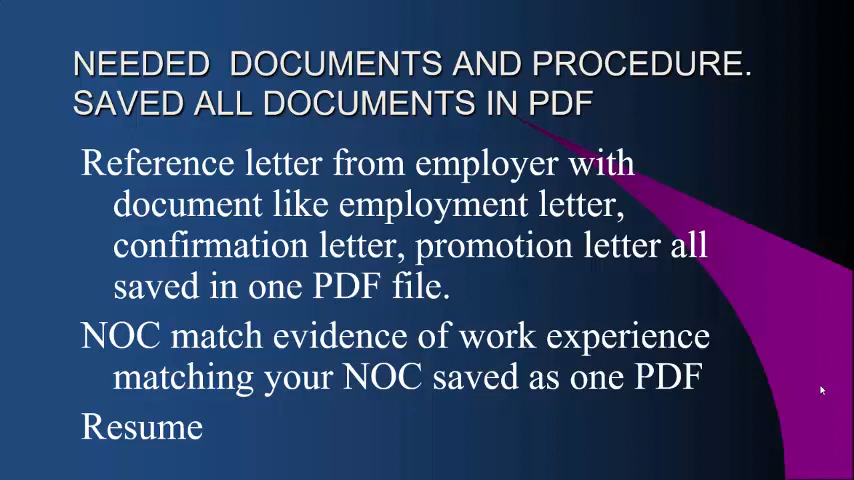 NEEDED  DOCUMENTS AND PROCEDURE.
SAVED ALL DOCUMENTS IN PDF
Reference letter from employer with
document like employment letter,
confirmation letter, promotion letter all
saved in one PDF file.
NOC match evidence of work experience
matching your NOC saved as one PDF
Resume